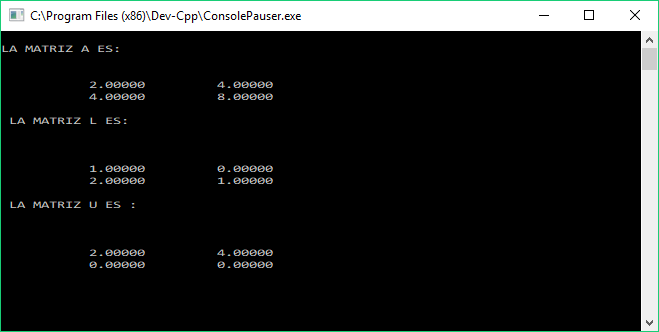 C:\Program Files (x86)\Dev-Cpp\ConsolePauser.exe
LA MATRIZ A ES:
2.00000 4.00000
4.00000 8.00000
LA MATRIZ L ES:
1.00000 0.00000
2.00000 1.00000
LA MATRIZ U ES :
2.00000 4.00000
0.00000 0.00000